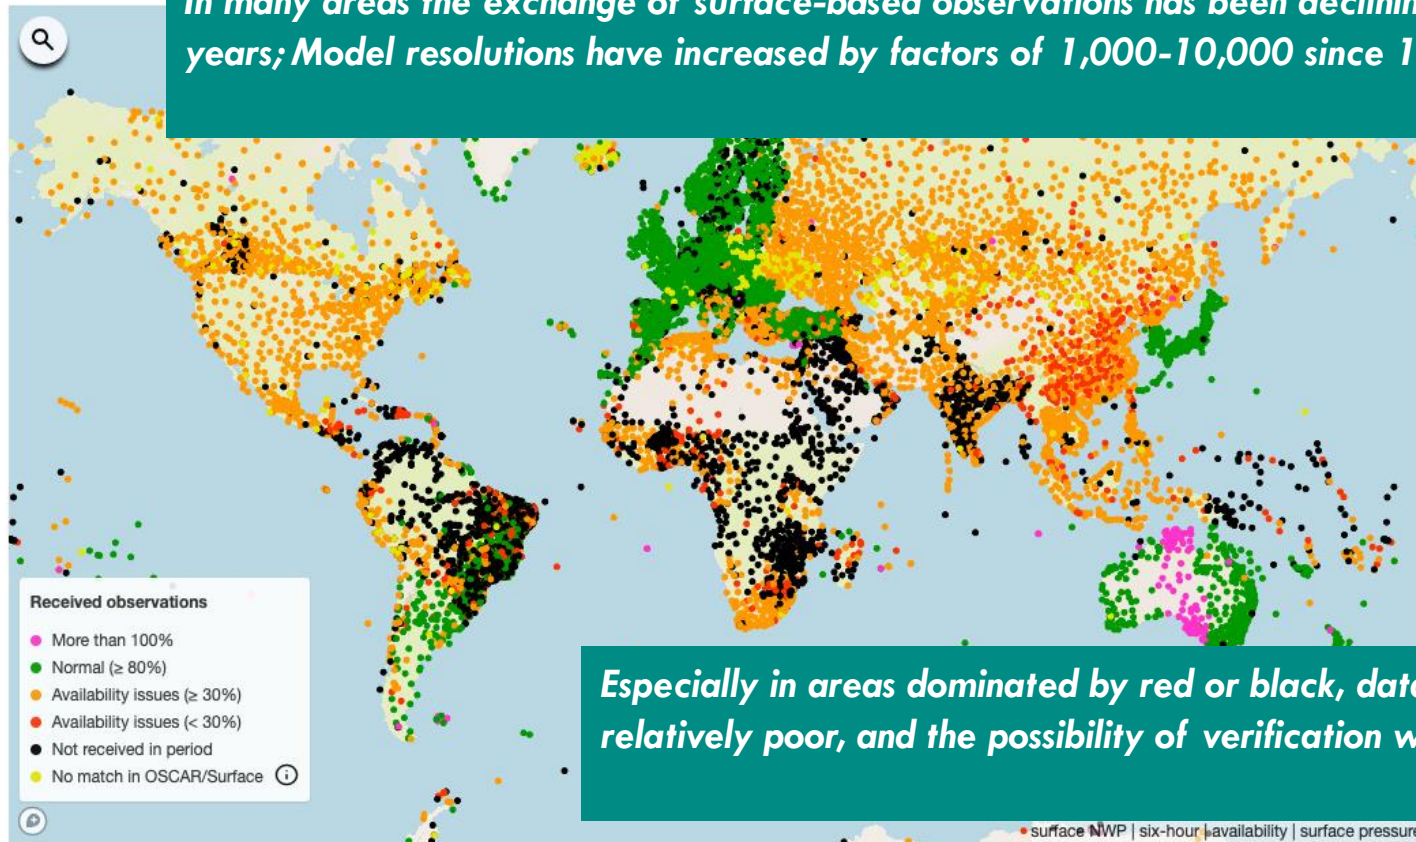 In many areas the exchange of surface-based observations has been declining
years; Model resolutions have increased by factors of 1,000-10,000 since
Received observations
More than 100%
Normal (≥ 80%)
Availability issues (≥ 30%)
Availability issues (< 30%)
Not received in period
No match in OSCAR/Surface
Especially in areas dominated by red or black, data
relatively poor, and the possibility of verification
surface NWP | six-hour | availability | surface pressure